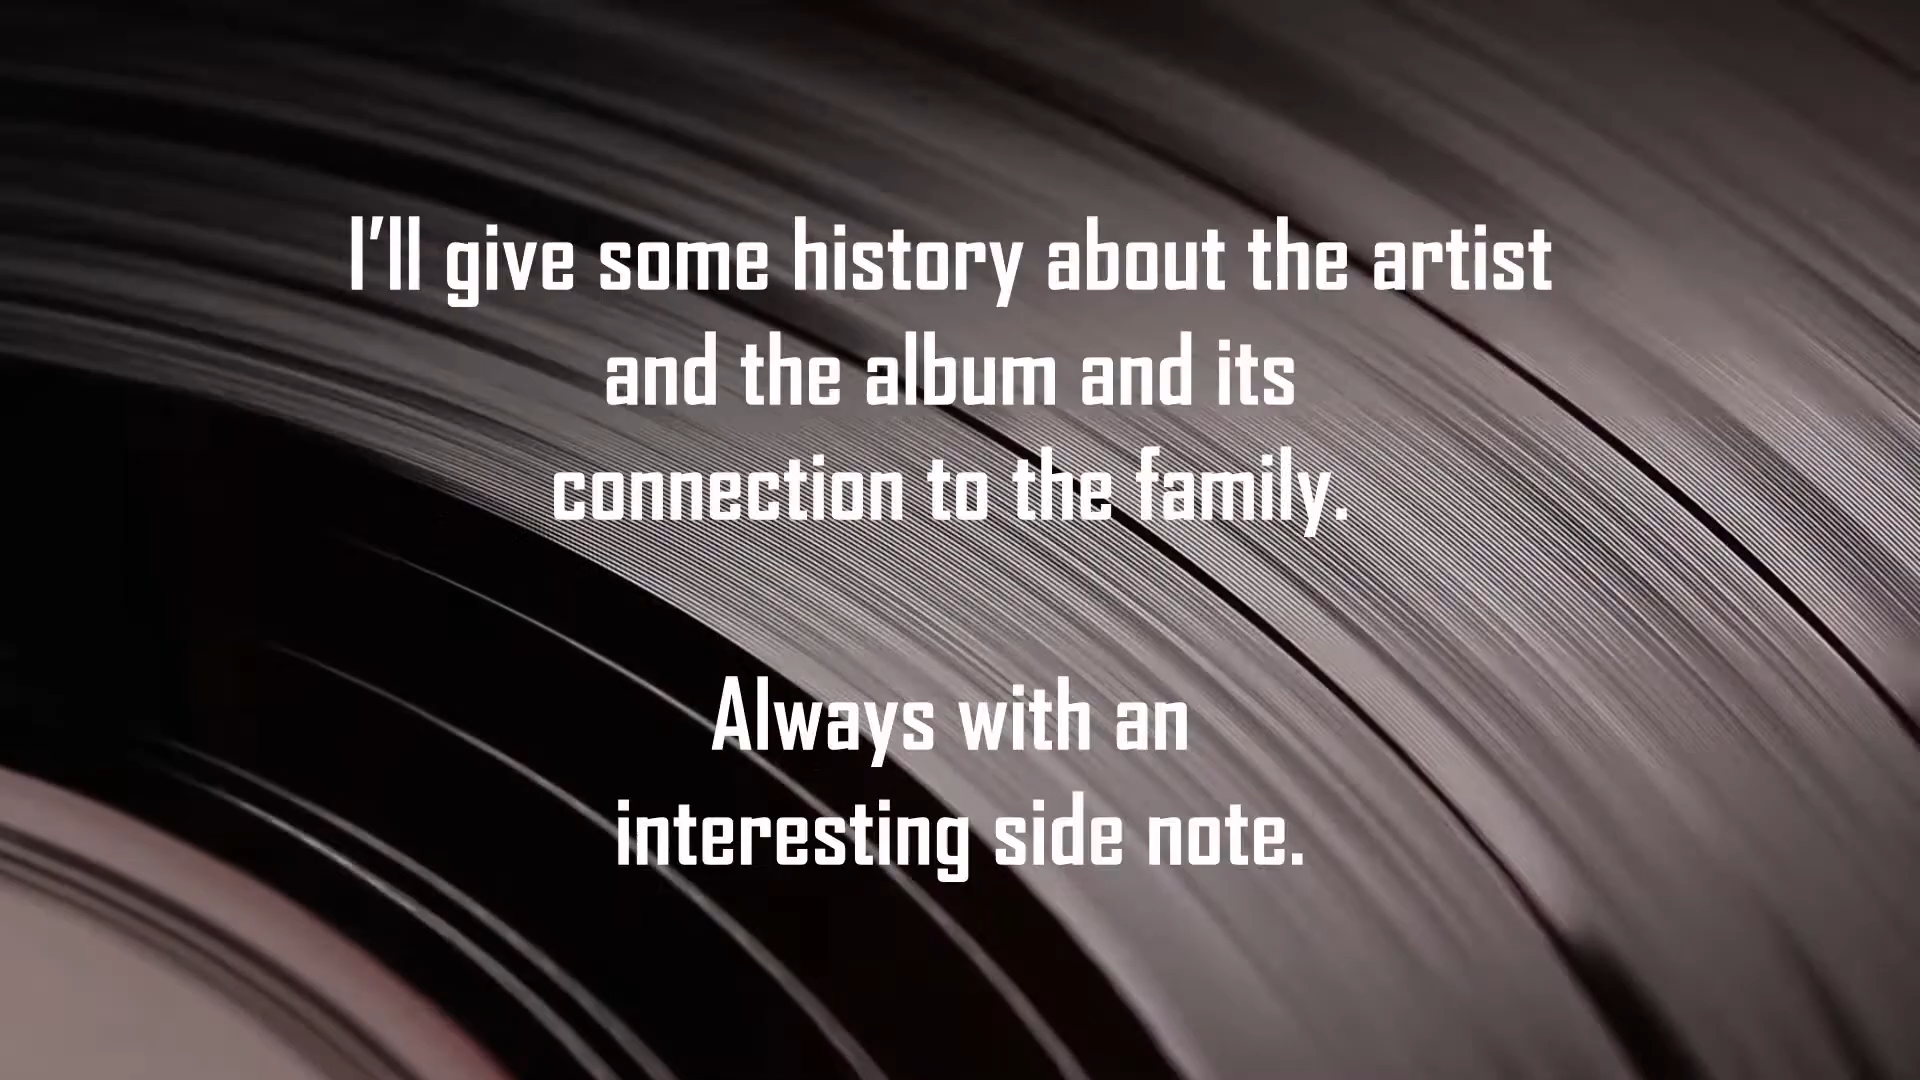 I’ll give some history about the artist
and the album and its
connection to the family.
Always with an
interesting side note.